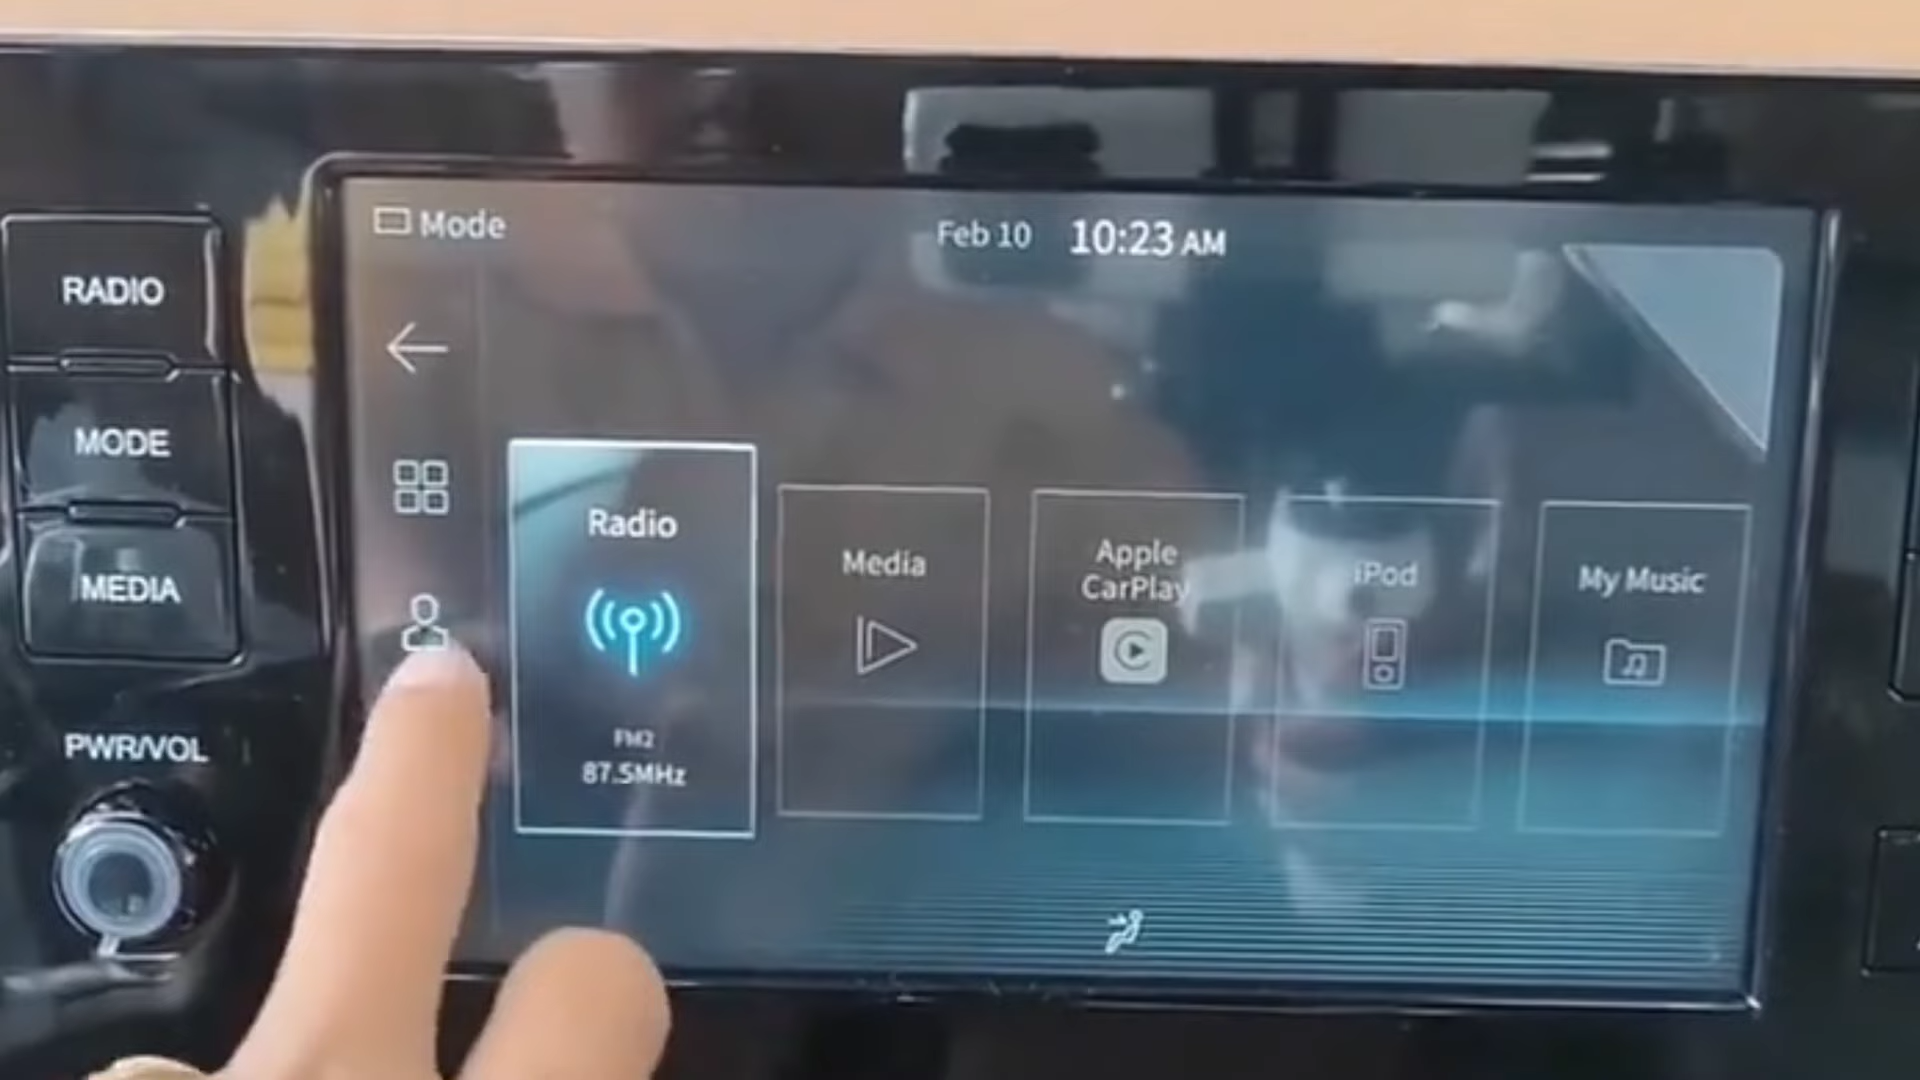 Mode
Feb 10 10:23 AM
RADIO
MODE
MEDIA
PWR/VOL
Radio
FM2
87.5MHz
Media
Apple
CarPlay
iPod
My Music